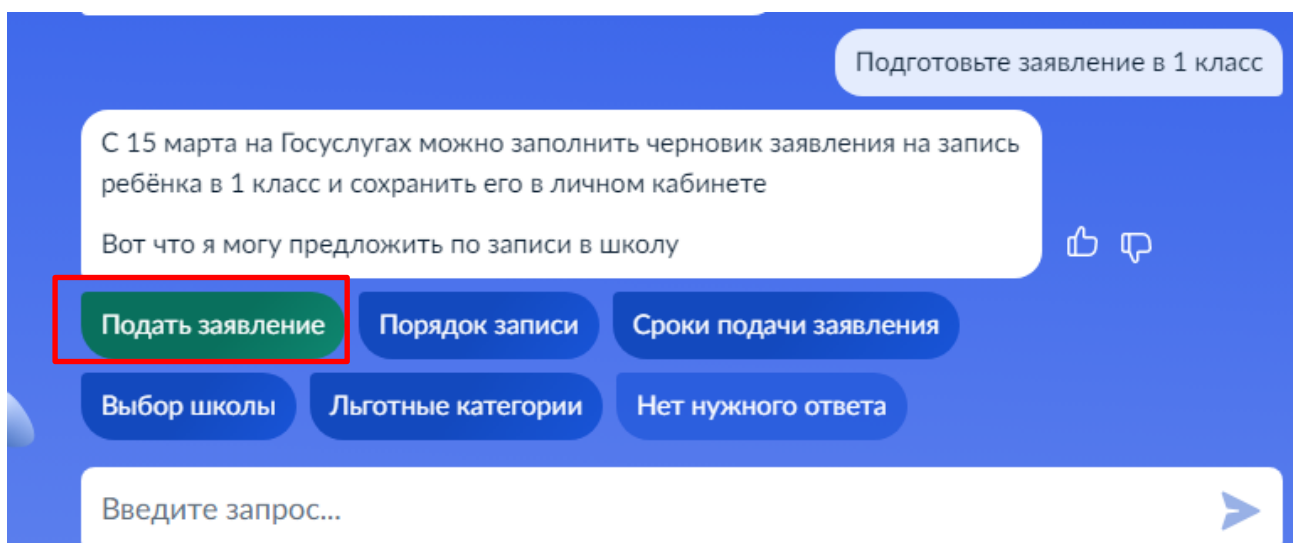 Подготовьте заявление в 1 класс
С 15 марта на Госуслугах можно заполнить черновик заявления на запись
ребёнка в 1 класс и сохранить его в личном кабинете
Вот что я могу предложить по записи в школу
Подать заявление Порядок записи Сроки подачи заявления
Выбор школы Льготные категории Нет нужного ответа
Введите запрос...